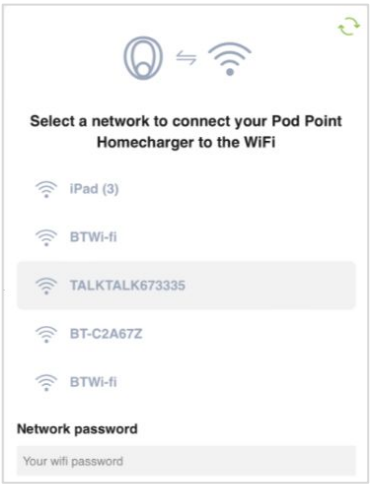 Select a network to connect your Pod Point
Homecharger to the WiFi
iPad (3)
BTWi-fi
TALKTALK673335
BT-C2A67Z
BTWi-fi
Network password
Your wifi password